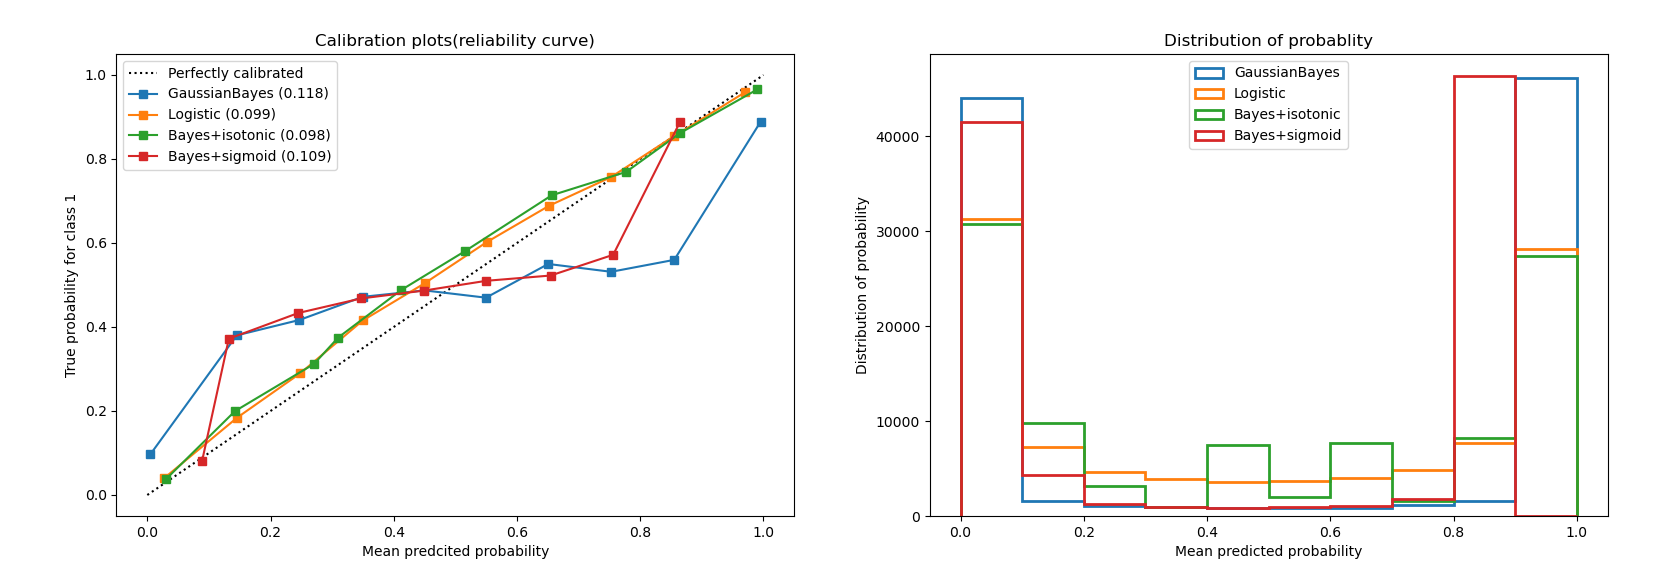 Calibration plots(reliability curve)
Perfectly calibrated
GaussianBayes (0.118)
Logistic (0.099)
Bayes+isotonic (0.098)
Bayes+sigmoid (0.109)
True probability for class 1
1.0
0.8
0.6
0.4
0.2
0.0
0.0 0.2 0.4 0.6 0.8 1.0
Mean predcited probability
Distribution of probablity
GaussianBayes
Logistic
Bayes+isotonic
Bayes+sigmoid
Distribution of probability
40000
30000
20000
10000
0
0.0 0.2 0.4 0.6 0.8 1.0
Mean predicted probability